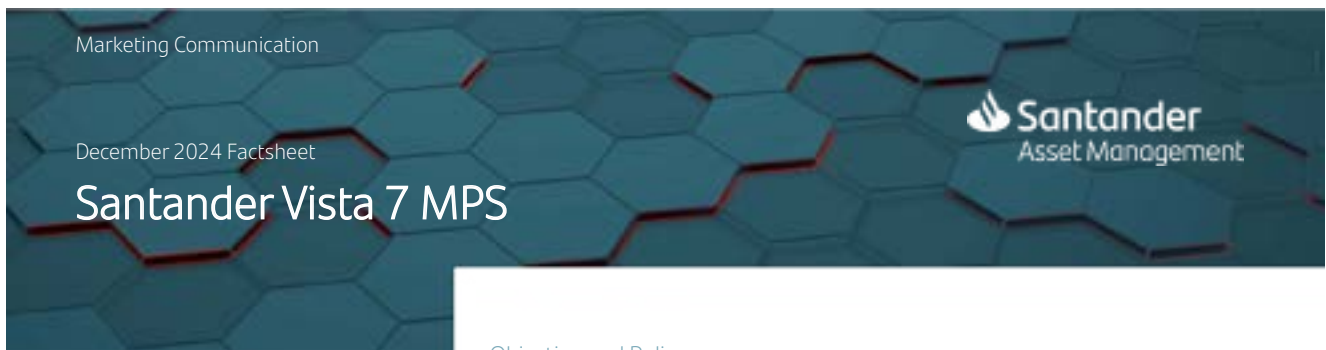 Marketing Communication
Santander
Asset Management
December 2024 Factsheet
Santander Vista 7 MPS